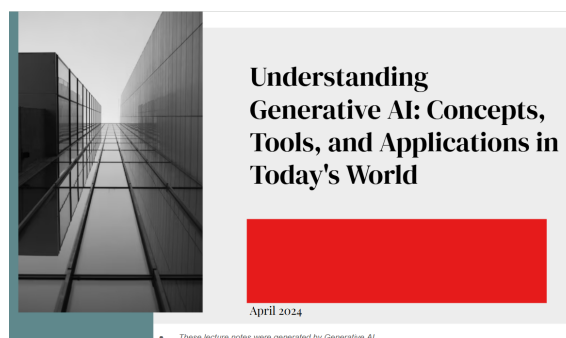 Understanding
Generative AI: Concepts,
Tools, and Applications in
Today's World
April 2024
These lecture notes were generated by Generative AI